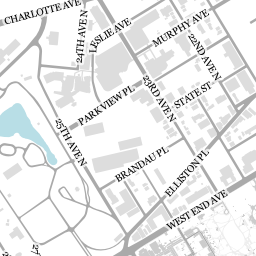 CHARLOTTE AVE
LESLIE AVE
24TH AVE N
MURPHY AVE
22ND AVE N
PARK VIEW PL
23RD AVE N
STATE ST
25TH AVE N
BRANDAU PL
ELLISTON PL
WEST END AVE